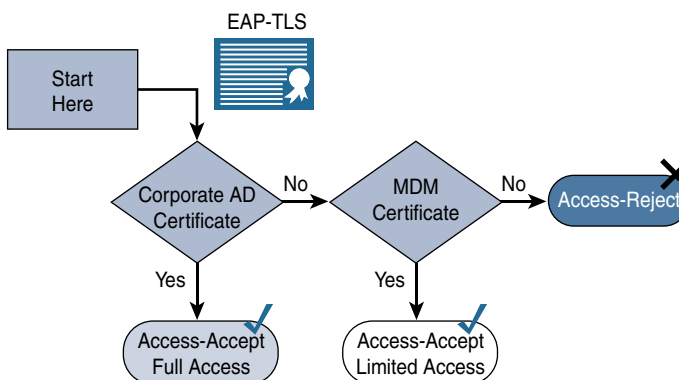 EAP-TLS
Start
Here
Corporate AD
Certificate
No
MDM
Certificate
No
Access-Reject
Yes
Yes
Access-Accept
Full Access
Access-Accept
Limited Access